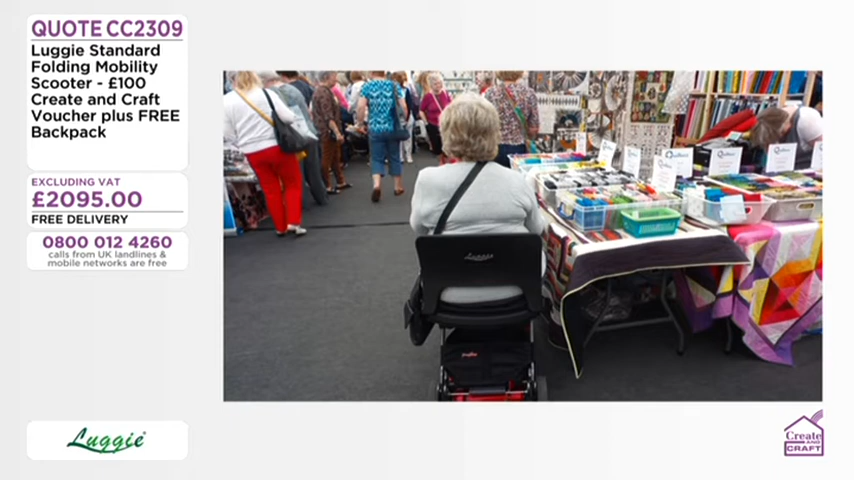 QUOTE CC2309
Luggie Standard
Folding Mobility
Scooter - £100
Create and Craft
Voucher plus FREE
Backpack
EXCLUDING VAT
£2095.00
FREE DELIVERY
0800 012 4260
calls from UK landlines &
mobile networks are free
Luggie
Luggie
Create
AND
CRAFT